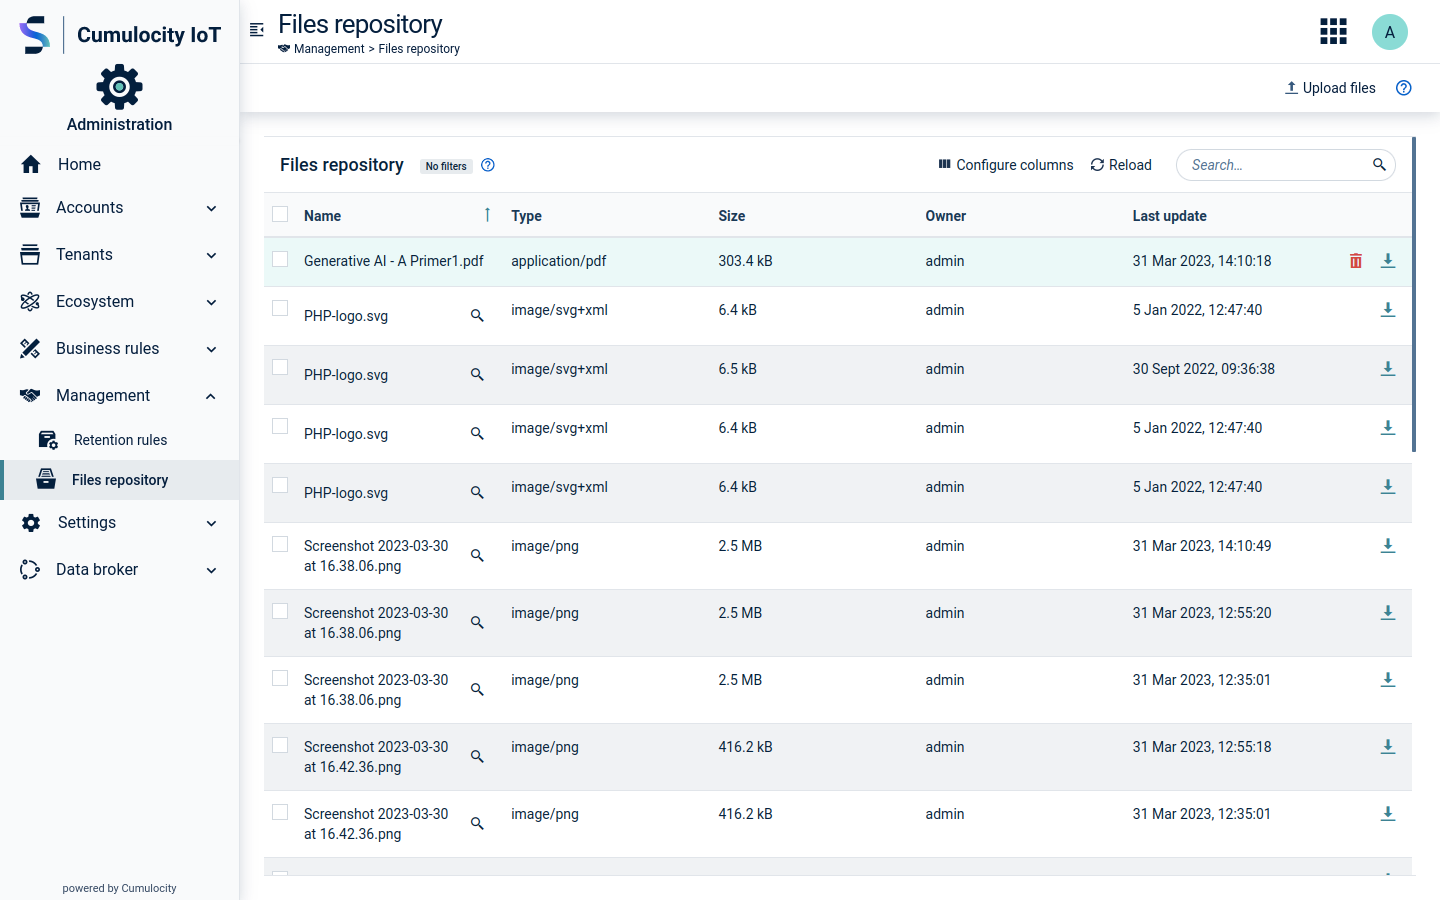 Cumulocity IoT
Administration
Home
Accounts
Tenants
Ecosystem
Business rules
Management
Retention rules
Files repository
Settings
Data broker
powered by Cumulocity
Files repository
Management > Files repository
A
Upload files
Files repository
No filters
Configure columns
Reload
Search…
Name Type Size Owner Last update
Generative AI - A Primer1.pdf application/pdf 303.4 kB admin 31 Mar 2023, 14:10:18
PHP-logo.svg image/svg+xml 6.4 kB admin 5 Jan 2022, 12:47:40
PHP-logo.svg image/svg+xml 6.5 kB admin 30 Sept 2022, 09:36:38
PHP-logo.svg image/svg+xml 6.4 kB admin 5 Jan 2022, 12:47:40
PHP-logo.svg image/svg+xml 6.4 kB admin 5 Jan 2022, 12:47:40
Screenshot 2023-03-30 image/png 2.5 MB admin 31 Mar 2023, 14:10:49
at 16.38.06.png
Screenshot 2023-03-30 image/png 2.5 MB admin 31 Mar 2023, 12:55:20
at 16.38.06.png
Screenshot 2023-03-30 image/png 2.5 MB admin 31 Mar 2023, 12:35:01
at 16.38.06.png
Screenshot 2023-03-30 image/png 416.2 kB admin 31 Mar 2023, 12:55:18
at 16.42.36.png
Screenshot 2023-03-30 image/png 416.2 kB admin 31 Mar 2023, 12:35:01
at 16.42.36.png